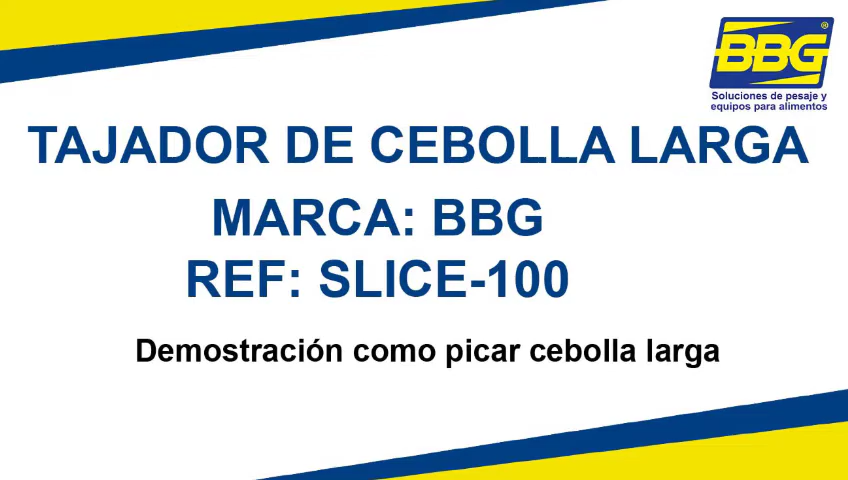 BBG®
Soluciones de pesaje y
equipos para alimentos
TAJADOR DE CEBOLLA LARGA
MARCA: BBG
REF: SLICE-100
Demostración como picar cebolla larga